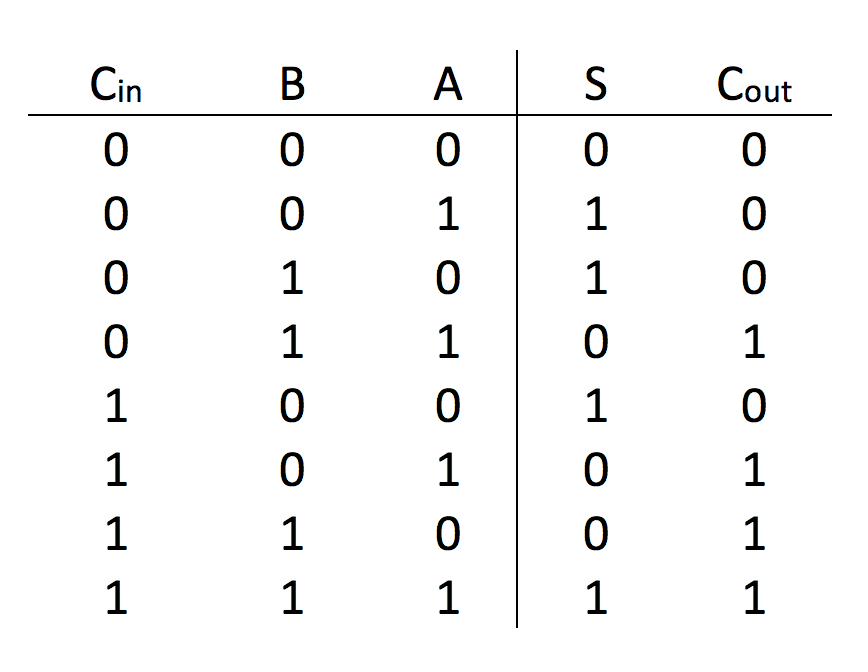 Cin B A S Cout
0 0 0 0 0
0 0 1 1 0
0 1 0 1 0
0 1 1 0 1
1 0 0 1 0
1 0 1 0 1
1 1 0 0 1
1 1 1 1 1